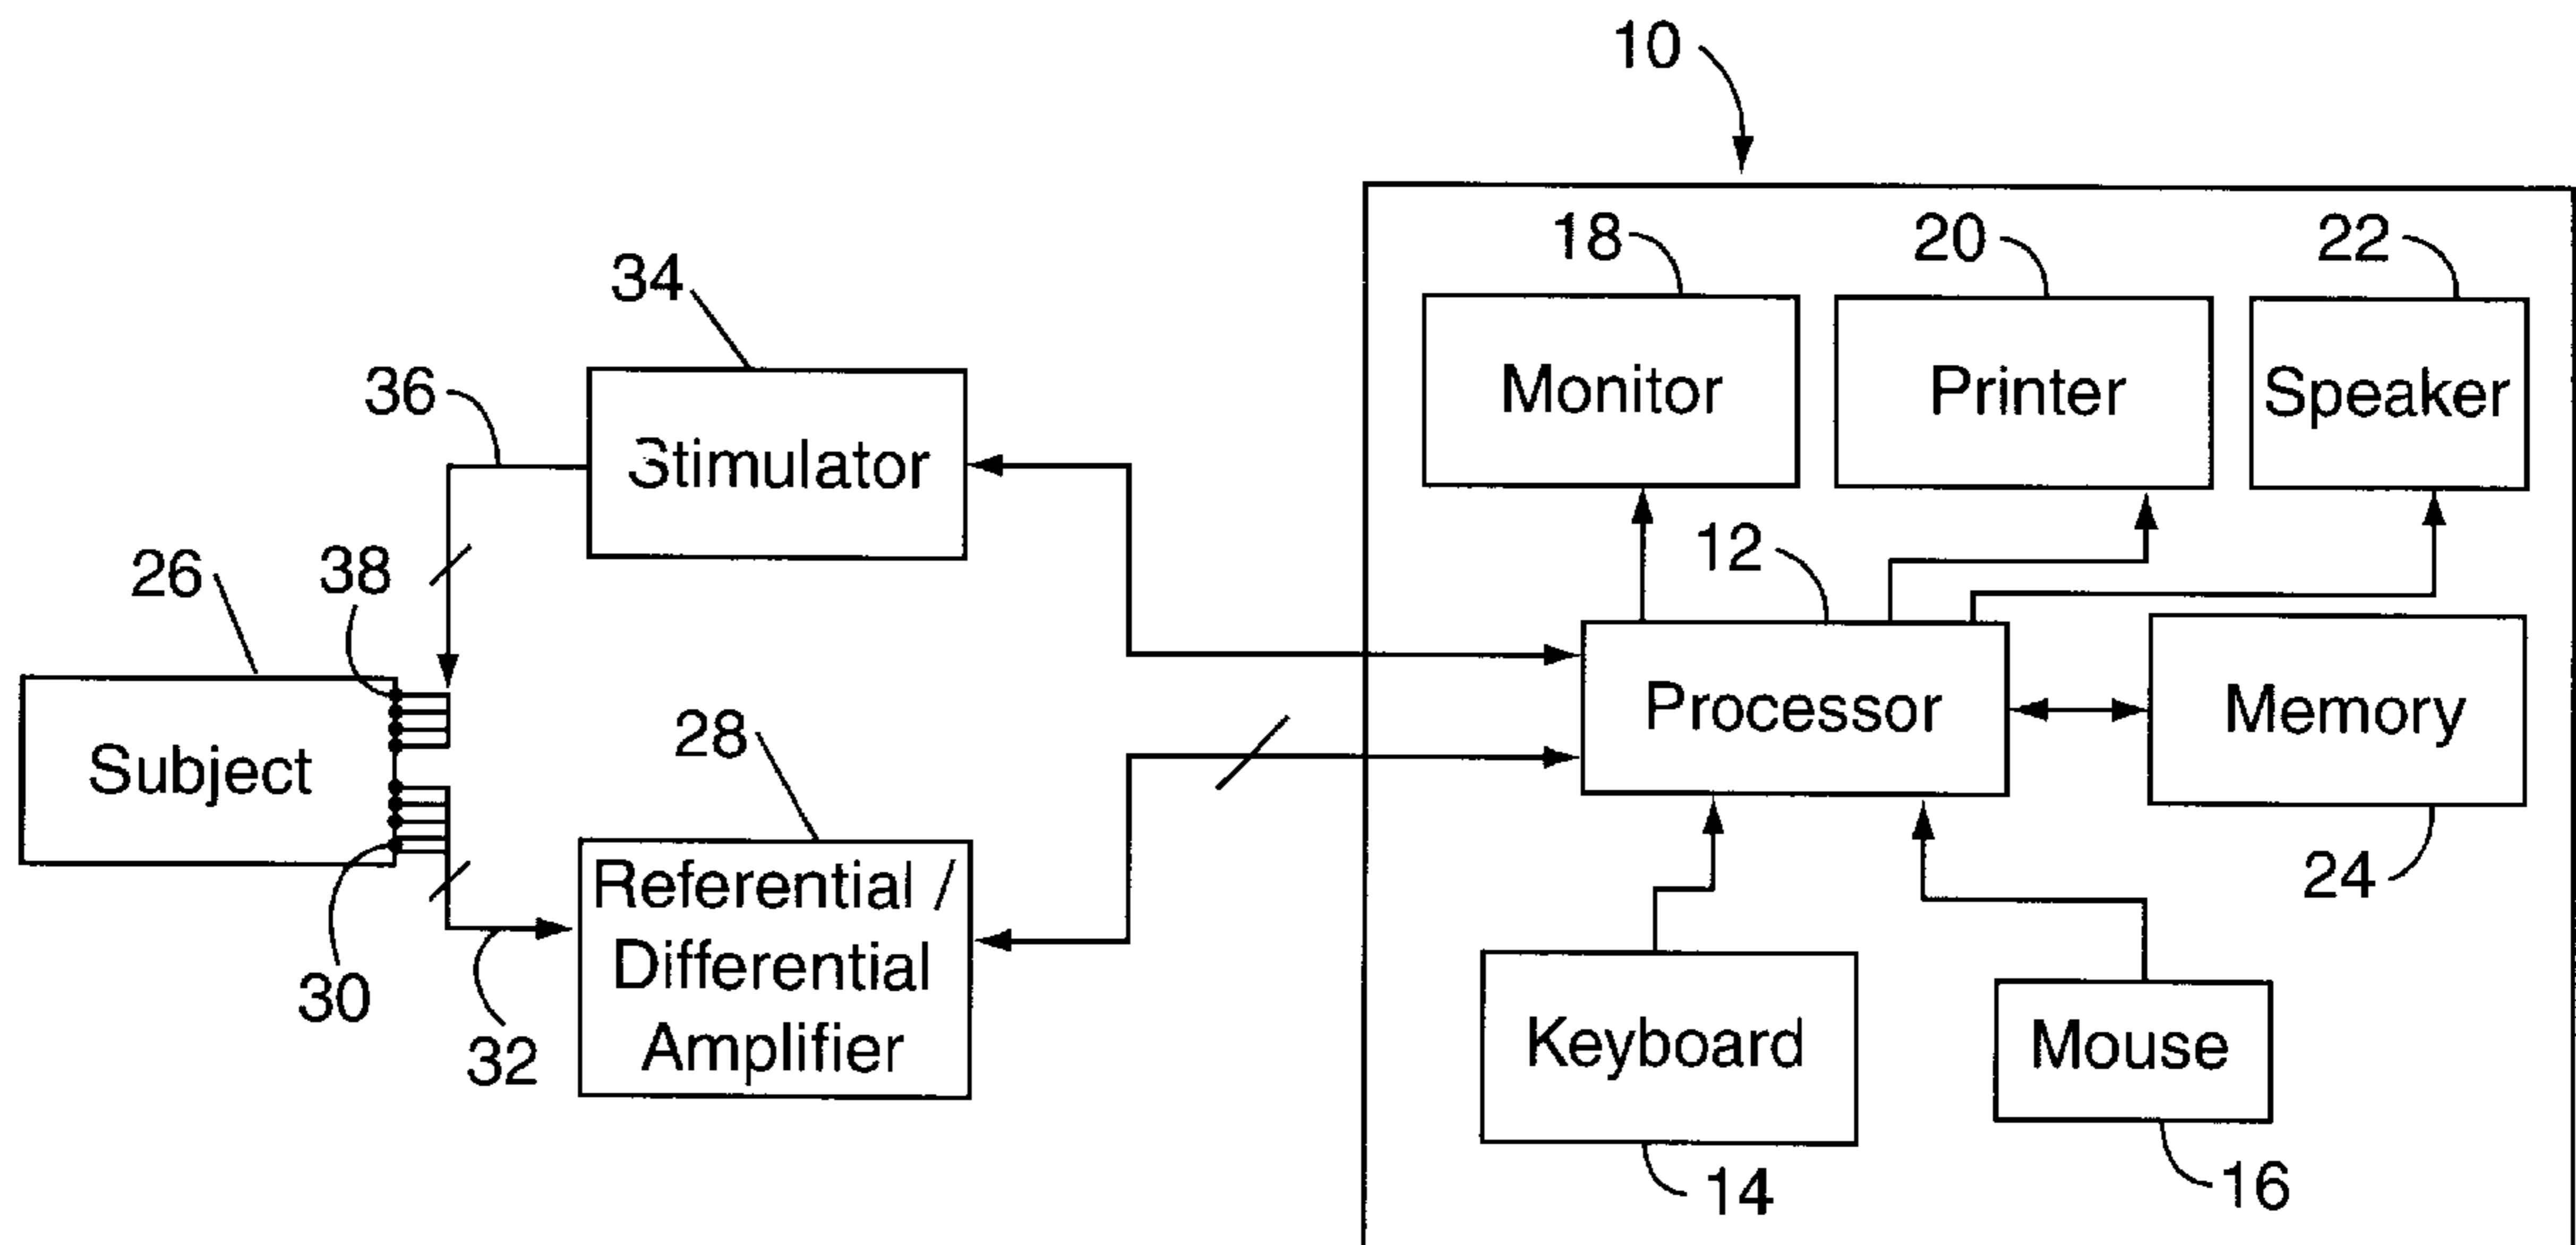 10
18
20
22
34
Monitor
Printer
Speaker
36
Stimulator
12
26
38
Processor
Memory
28
Subject
24
Referential /
Differential
Amplifier
30
32
Keyboard
Mouse
14
16